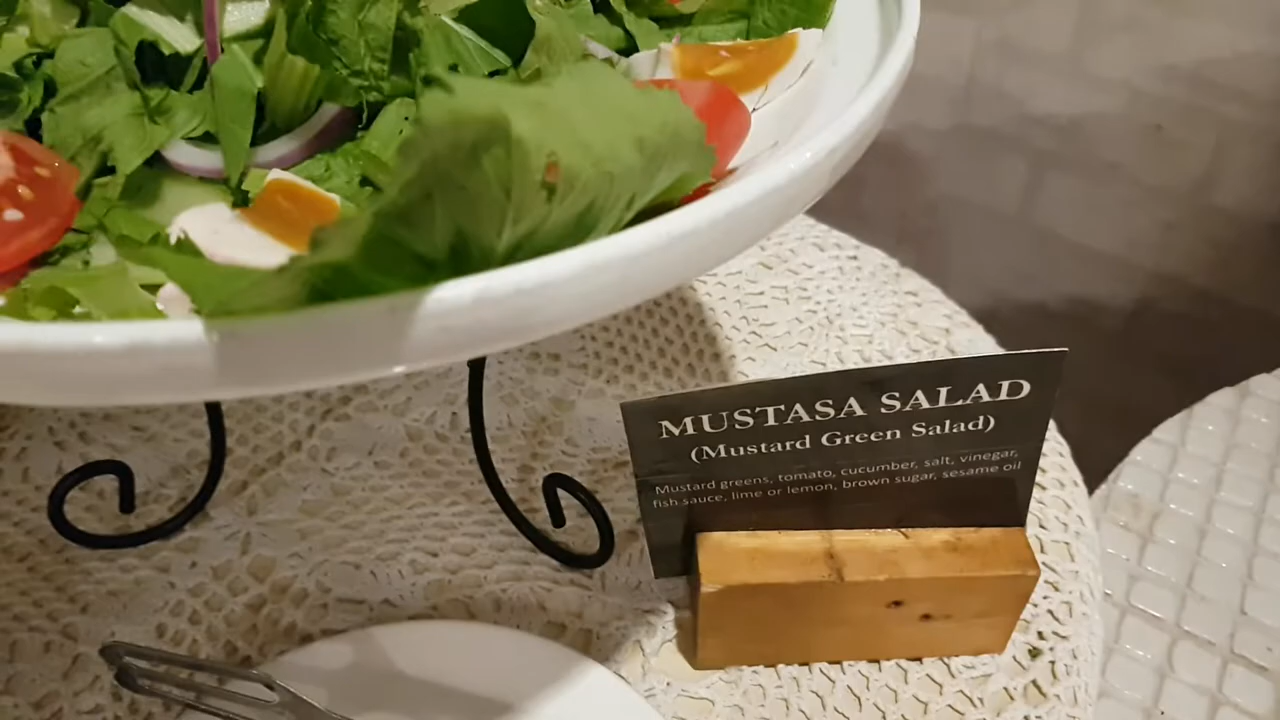 MUSTASA SALAD
(Mustard Green Salad)
Mustard greens, tomato, cucumber, salt, vinegar,
fish sauce, lime or lemon, brown sugar, sesame oil